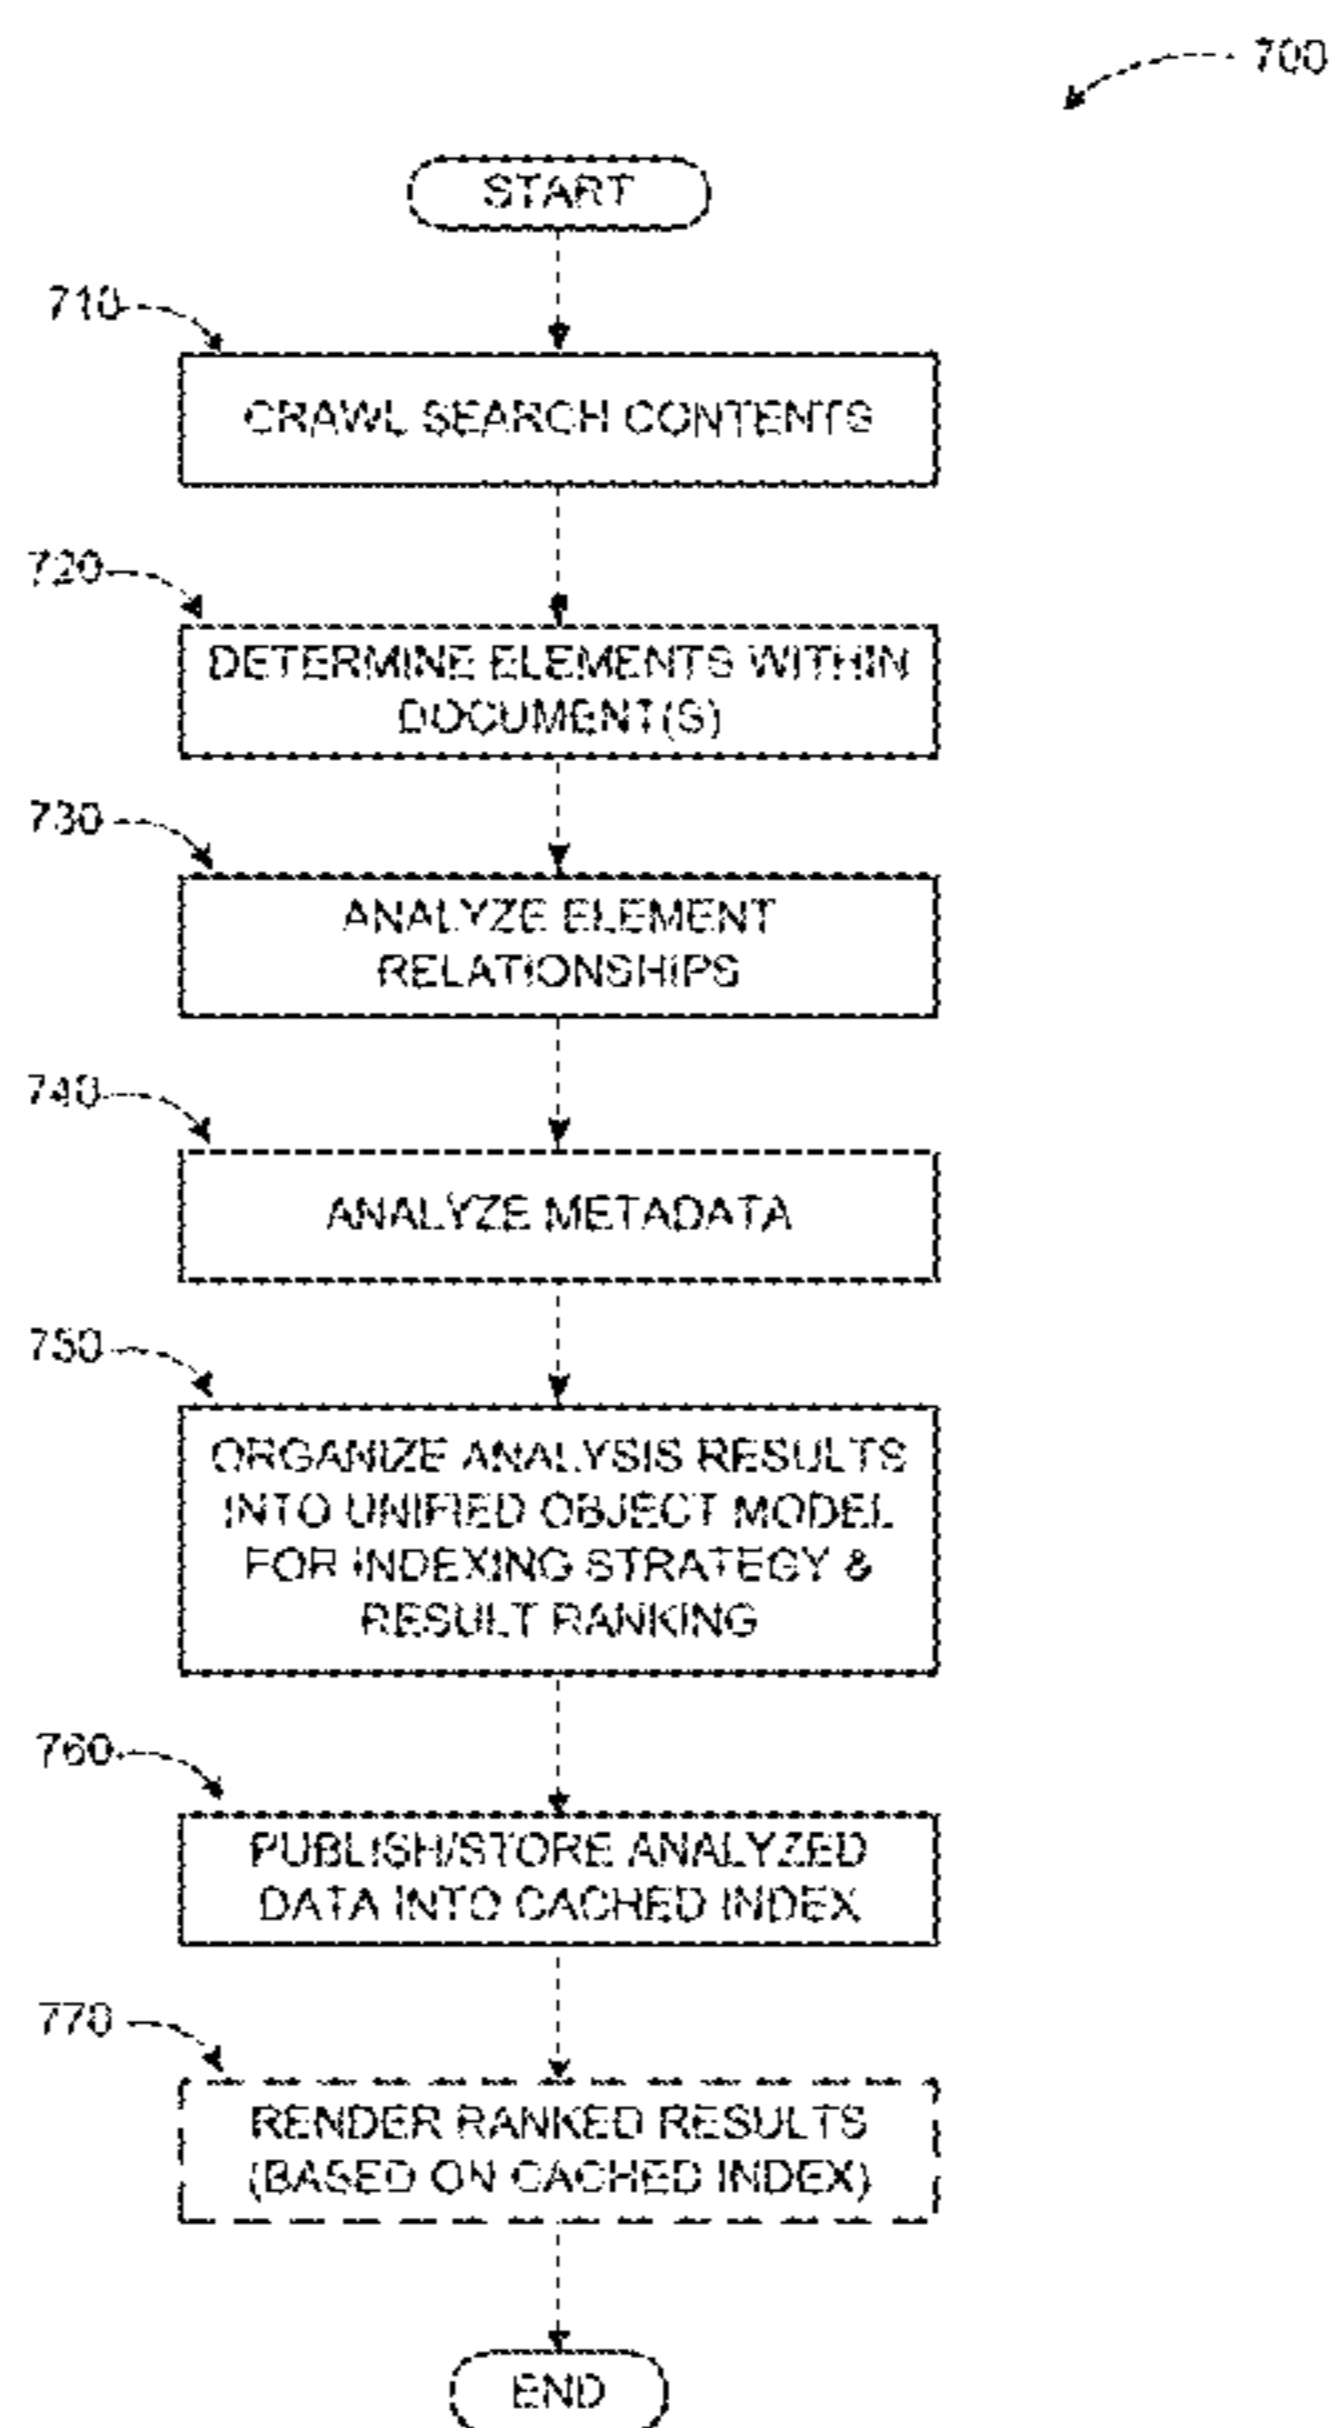 700
START
710
CRAWL SEARCH CONTENTS
720
DETERMINE ELEMENTS WITHIN
DOCUMENT(S)
730
ANALYZE ELEMENT
RELATIONSHIPS
740
ANALYZE METADATA
750
ORGANIZE ANALYSIS RESULTS
INTO UNIFIED OBJECT MODEL
FOR INDEXING STRATEGY &
RESULT RANKING
760
PUBLISH/STORE ANALYZED
DATA INTO CACHED INDEX
770
RENDER RANKED RESULTS
(BASED ON CACHED INDEX)
END